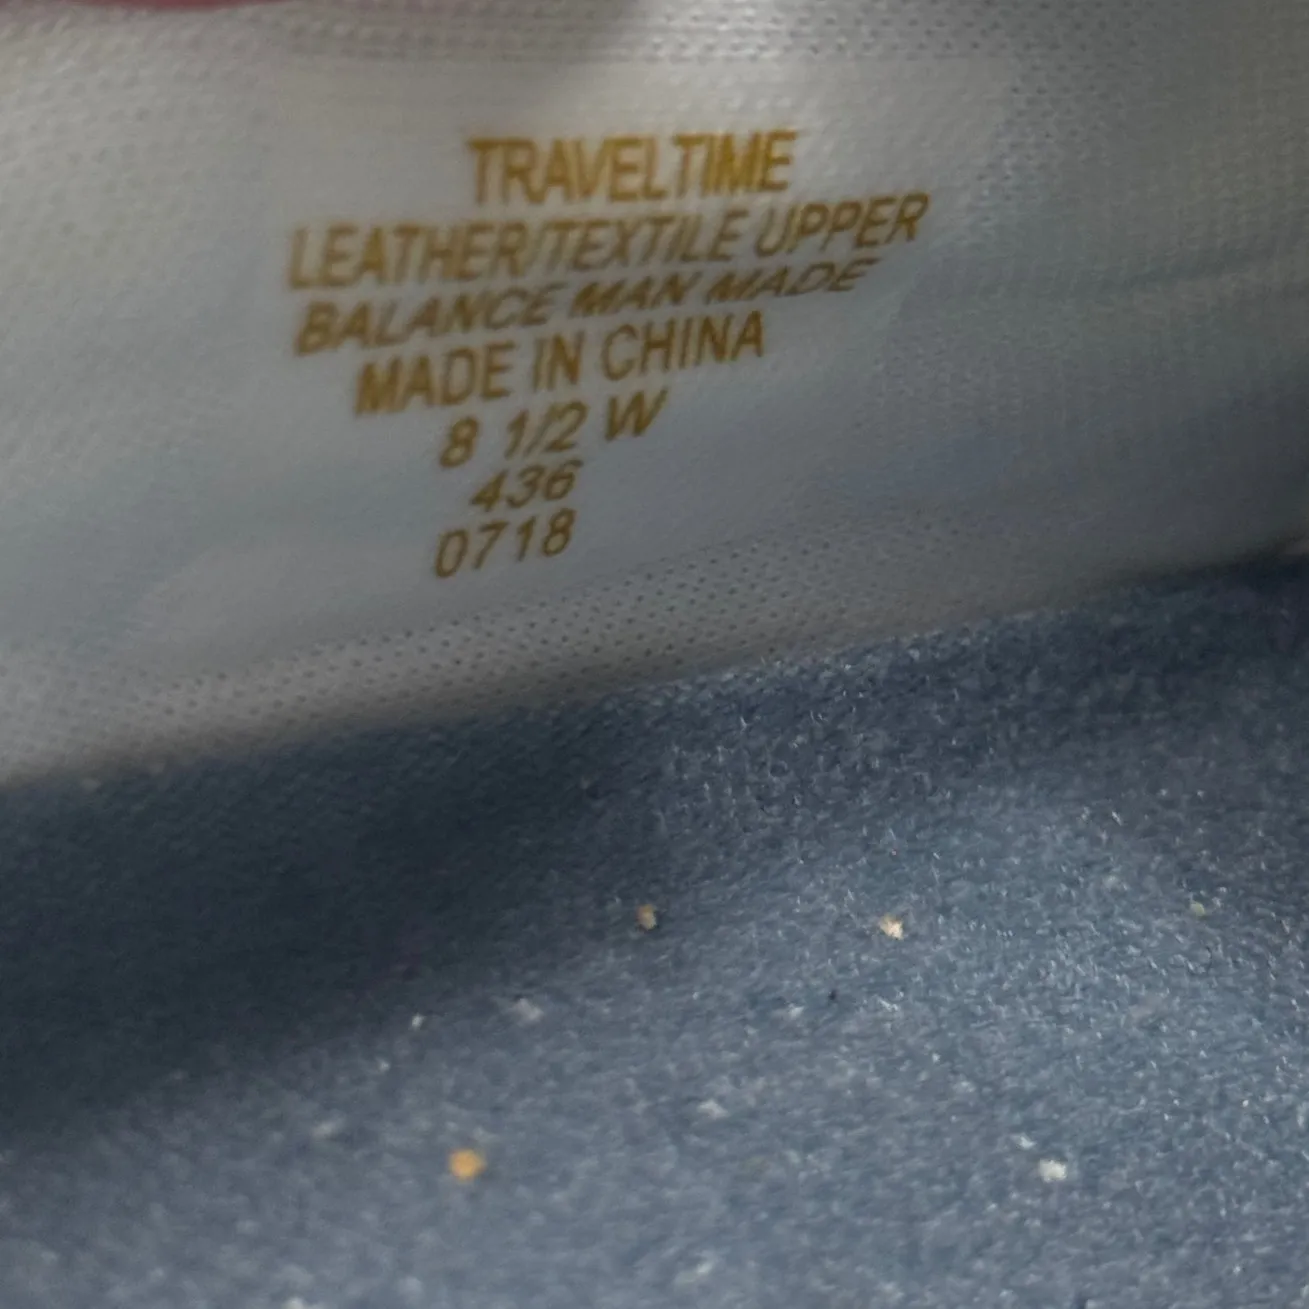 TRAVELTIME
LEATHER/TEXTILE UPPER
BALANCE MAN MADE
MADE IN CHINA
8 1/2 W
436
0718